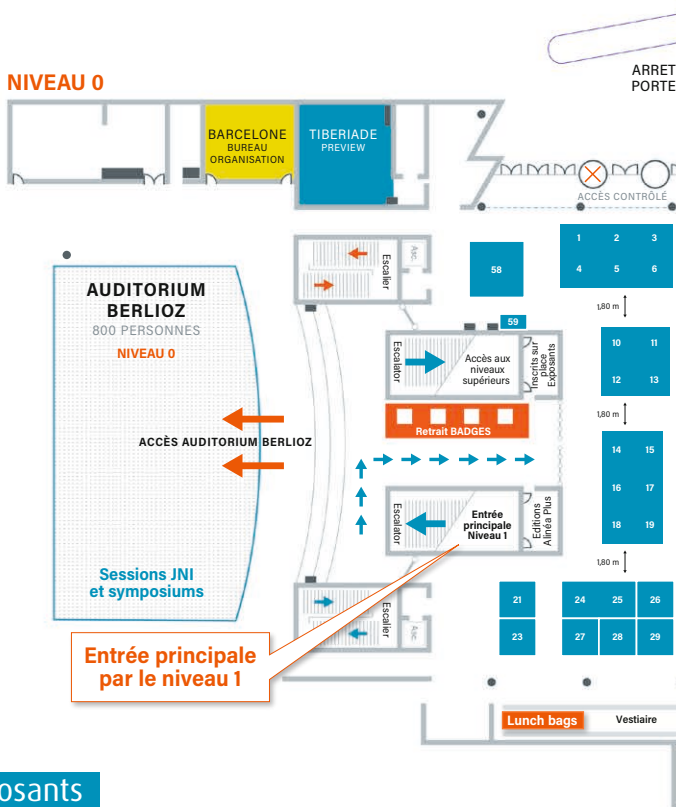 ARRET
PORTE
NIVEAU 0
BARCELONE
BUREAU
ORGANISATION
TIBERIADE
PREVIEW
ACCÈS CONTRÔLÉ
1 2 3
4 5 6
58
59
Escalier
Asc.
1,80 m
10 11
12 13
1,80 m
AUDITORIUM
BERLIOZ
800 PERSONNES
NIVEAU 0
Escalator
Accès aux
niveaux
supérieurs
Inscrits sur
place
Exposants
Retrait BADGES
ACCÈS AUDITORIUM BERLIOZ
14 15
16 17
18 19
Escalator
Entrée
principale
Niveau 1
Editions
Alinéa Plus
1,80 m
Sessions JNI
et symposiums
Escalier
Asc.
21 24 25 26
23 27 28 29
Entrée principale
par le niveau 1
Lunch bags
Vestiaire
osants